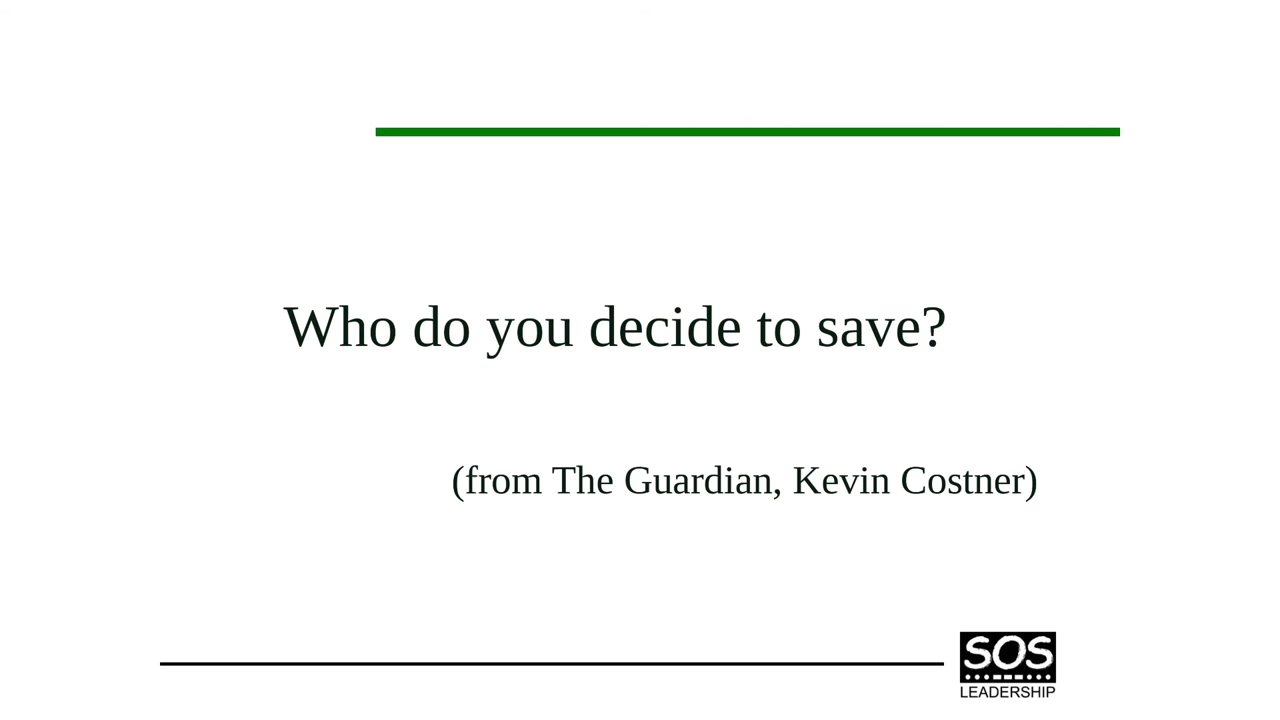 Who do you decide to save?
(from The Guardian, Kevin Costner)
SOS
LEADERSHIP